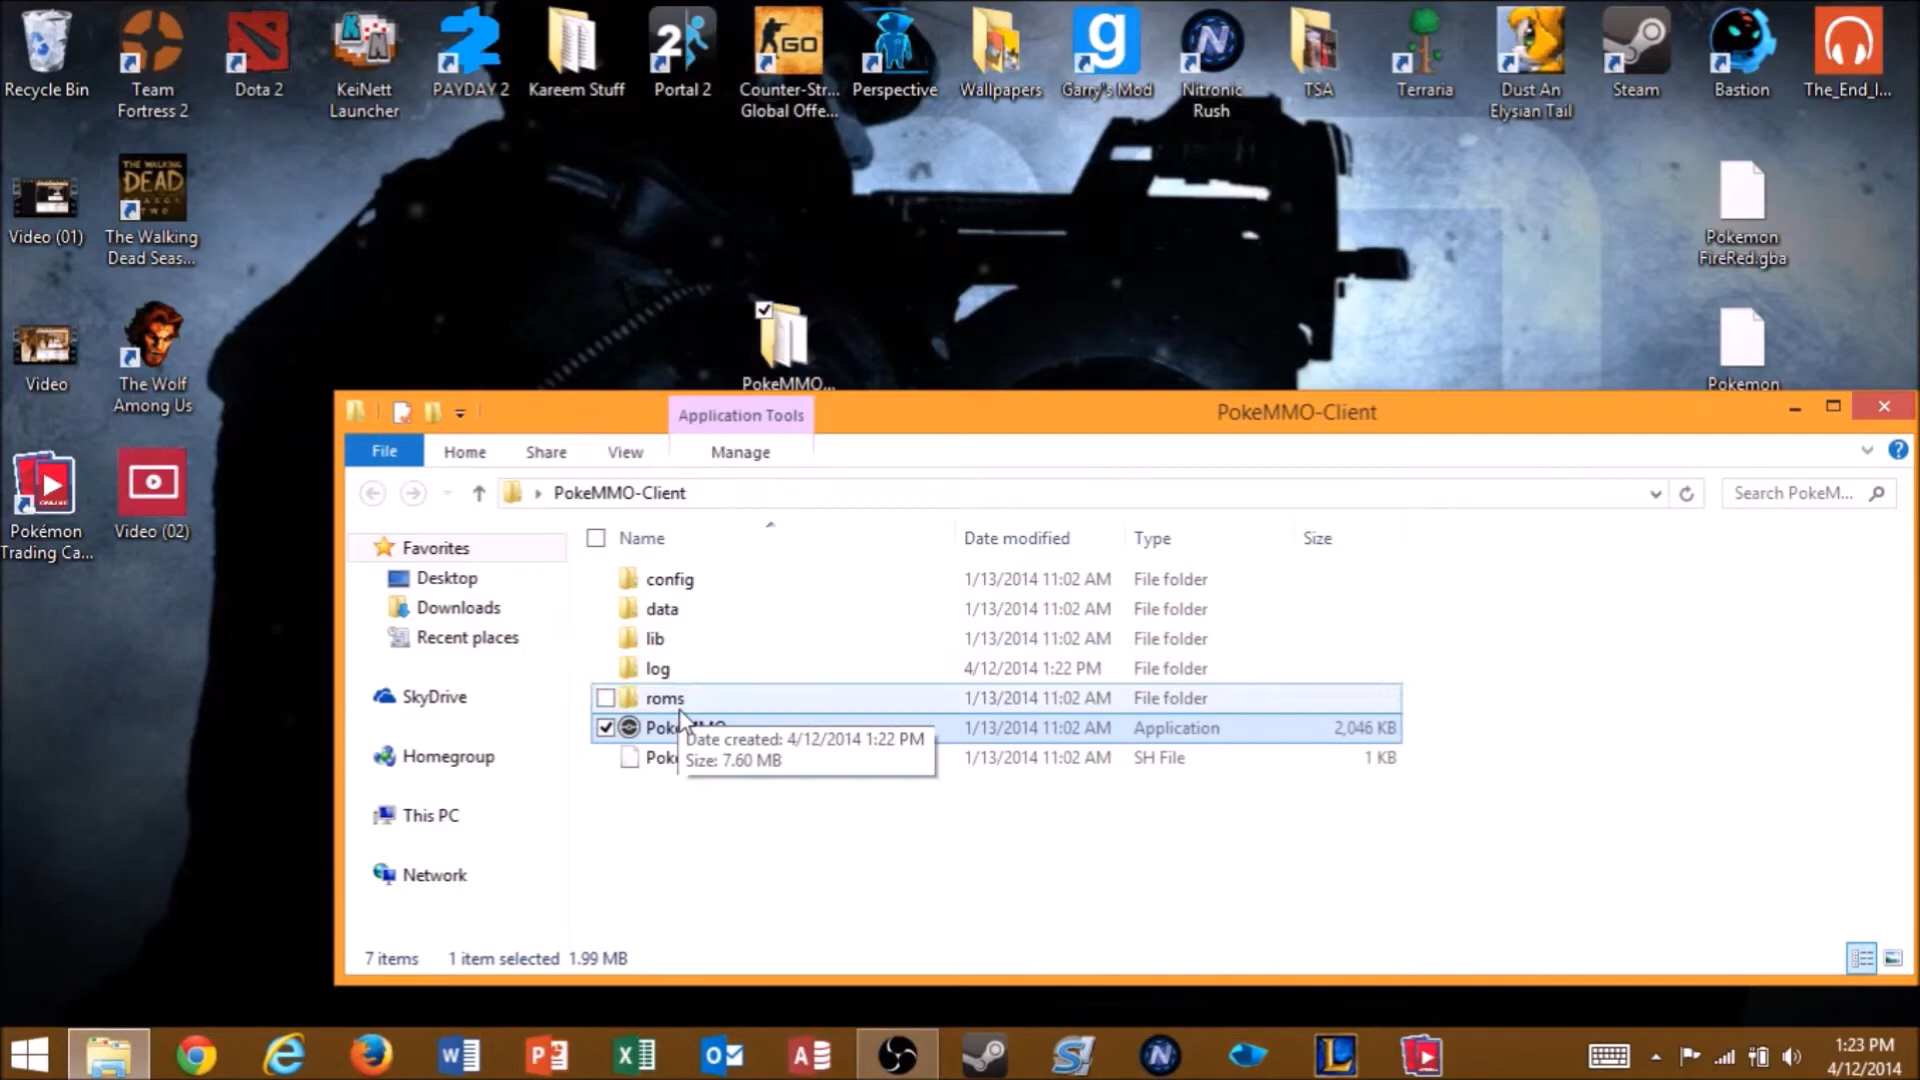 Recycle Bin
Team
Fortress 2
Dota 2
KeiNett
Launcher
PAYDAY 2
Kareem Stuff
Portal 2
Counter-Str...
Global Offe...
Perspective
Wallpapers
Garry's Mod
Nitronic
Rush
TSA
Terraria
Dust An
Elysian Tail
Steam
Bastion
The_End_I...
Video (01)
THE WALKING
DEAD
The Walking
Dead Seas...
Pokemon
FireRed.gba
Video
The Wolf
Among Us
PokeMMO...
Pokemon
Pokémon
Trading Ca...
Video (02)
Application Tools
PokeMMO-Client
File
Home
Share
View
Manage
PokeMMO-Client
Search PokeM...
Name
Date modified
Type
Size
Favorites
Desktop
Downloads
Recent places
SkyDrive
Homegroup
This PC
Network
config 1/13/2014 11:02 AM File folder
data 1/13/2014 11:02 AM File folder
lib 1/13/2014 11:02 AM File folder
log 4/12/2014 1:22 PM File folder
roms 1/13/2014 11:02 AM File folder
PokeMMO 1/13/2014 11:02 AM Application 2,046 KB
Poke 1/13/2014 11:02 AM SH File 1 KB
Date created: 4/12/2014 1:22 PM
Size: 7.60 MB
7 items 1 item selected 1.99 MB
1:23 PM
4/12/2014